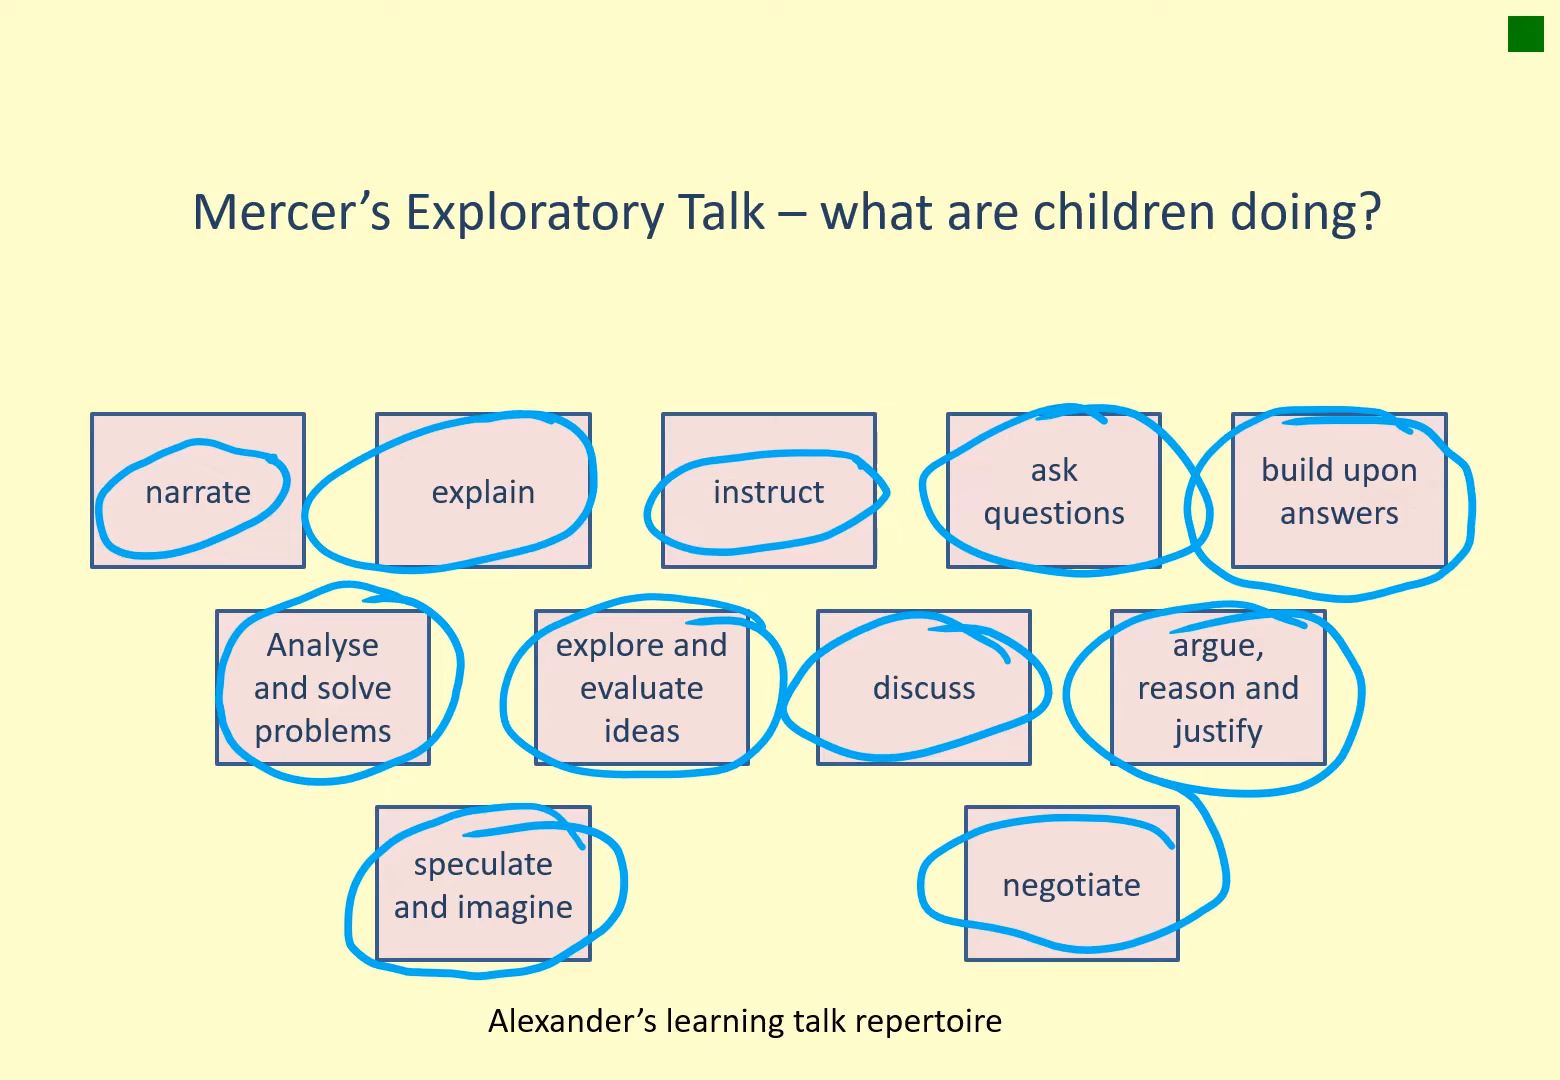 Mercer’s Exploratory Talk – what are children doing?
narrate
explain
instruct
ask
questions
build upon
answers
Analyse
and solve
problems
explore and
evaluate
ideas
discuss
argue,
reason and
justify
speculate
and imagine
negotiate
Alexander’s learning talk repertoire